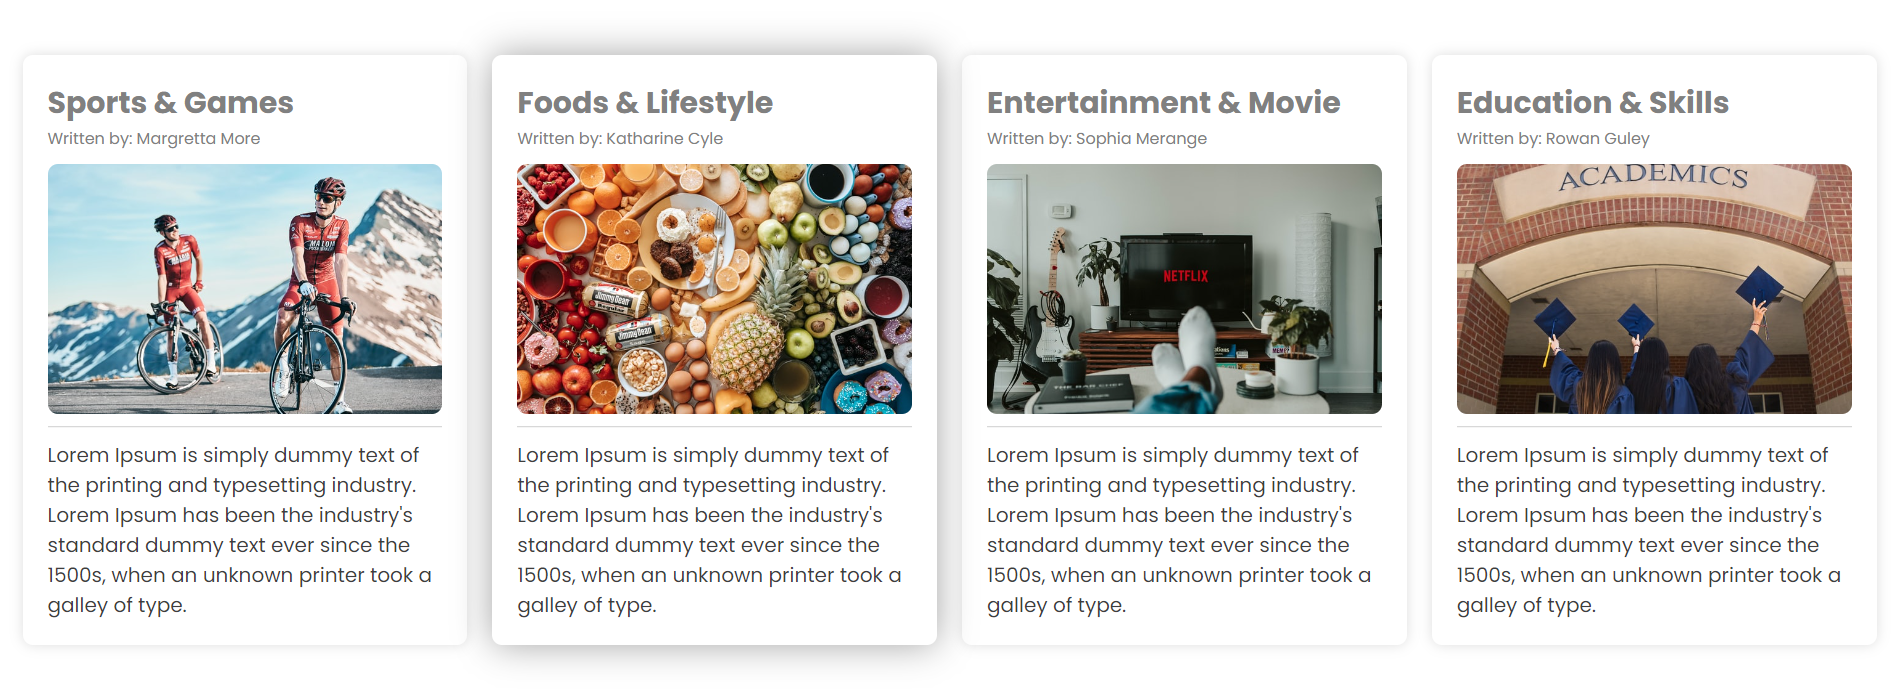 Sports & Games
Written by: Margretta More
MALOJA
Lorem Ipsum is simply dummy text of
the printing and typesetting industry.
Lorem Ipsum has been the industry's
standard dummy text ever since the
1500s, when an unknown printer took a
galley of type.
Foods & Lifestyle
Written by: Katharine Cyle
Jimmy Dean
Jimmy Dean
Lorem Ipsum is simply dummy text of
the printing and typesetting industry.
Lorem Ipsum has been the industry's
standard dummy text ever since the
1500s, when an unknown printer took a
galley of type.
Entertainment & Movie
Written by: Sophia Merange
NETFLIX
Lorem Ipsum is simply dummy text of
the printing and typesetting industry.
Lorem Ipsum has been the industry's
standard dummy text ever since the
1500s, when an unknown printer took a
galley of type.
Education & Skills
Written by: Rowan Guley
ACADEMICS
Lorem Ipsum is simply dummy text of
the printing and typesetting industry.
Lorem Ipsum has been the industry's
standard dummy text ever since the
1500s, when an unknown printer took a
galley of type.